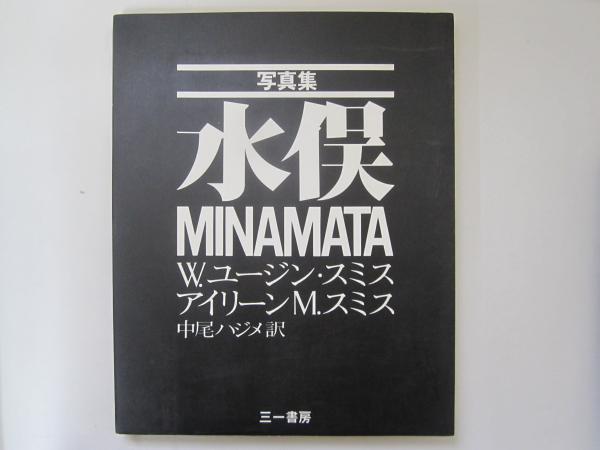 写真集
水俣
MINAMATA
W.ユージン・スミス
アイリーンM.スミス
中尾ハジメ訳
三一書房